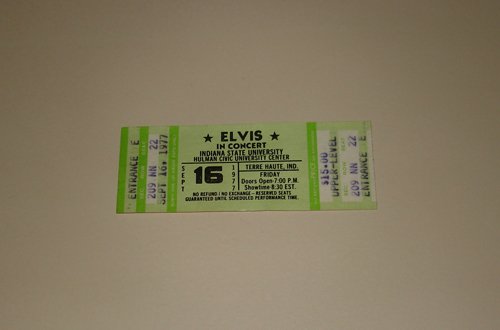 ENTRANCE E
209 NN 22
SEPT 16, 1977
★ ELVIS ★
IN CONCERT
INDIANA STATE UNIVERSITY
HULMAN CIVIC UNIVERSITY CENTER
SEPT 16 1977
TERRE HAUTE, IND.
FRIDAY
Doors Open-7:00 P.M.
Showtime-8:30 EST.
NO REFUND / NO EXCHANGE - RESERVED SEATS
GUARANTEED UNTIL SCHEDULED PERFORMANCE TIME.
$15.00
UPPER-LEVEL
209 NN 22
ENTRANCE E